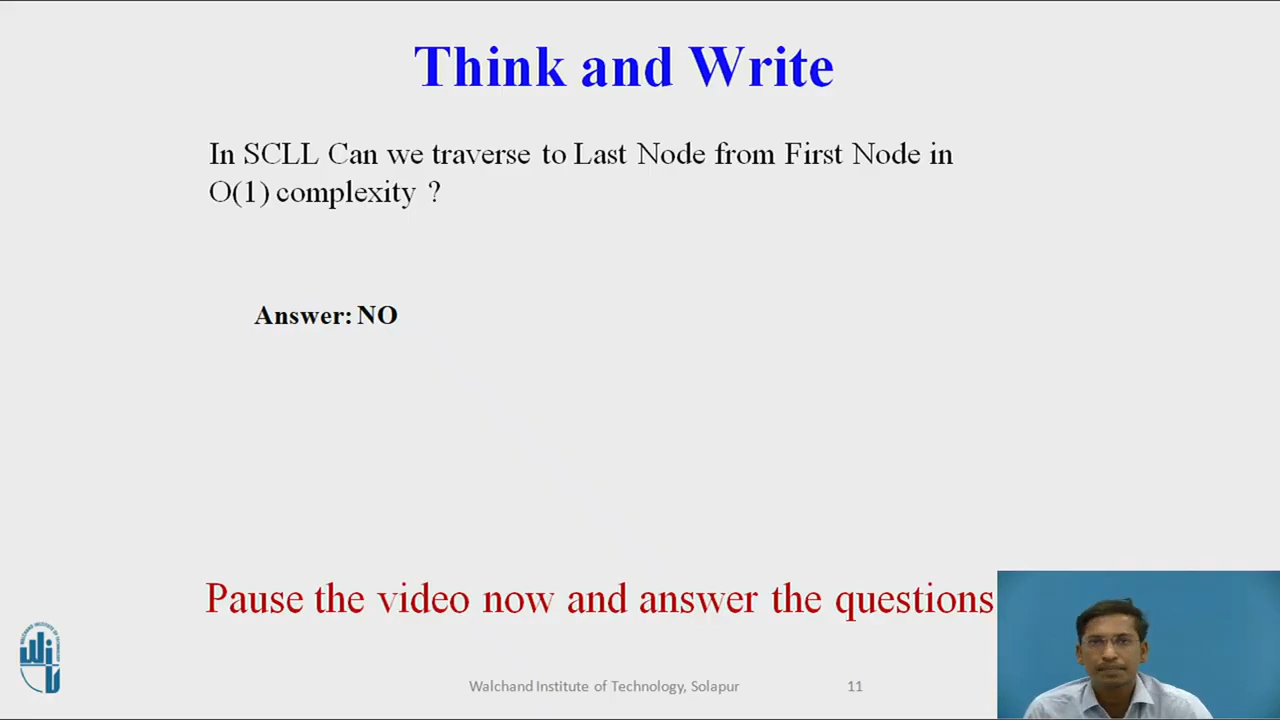 Think and Write
In SCLL Can we traverse to Last Node from First Node in
O(1) complexity ?
Answer: NO
Pause the video now and answer the questions
Walchand Institute of Technology, Solapur
11